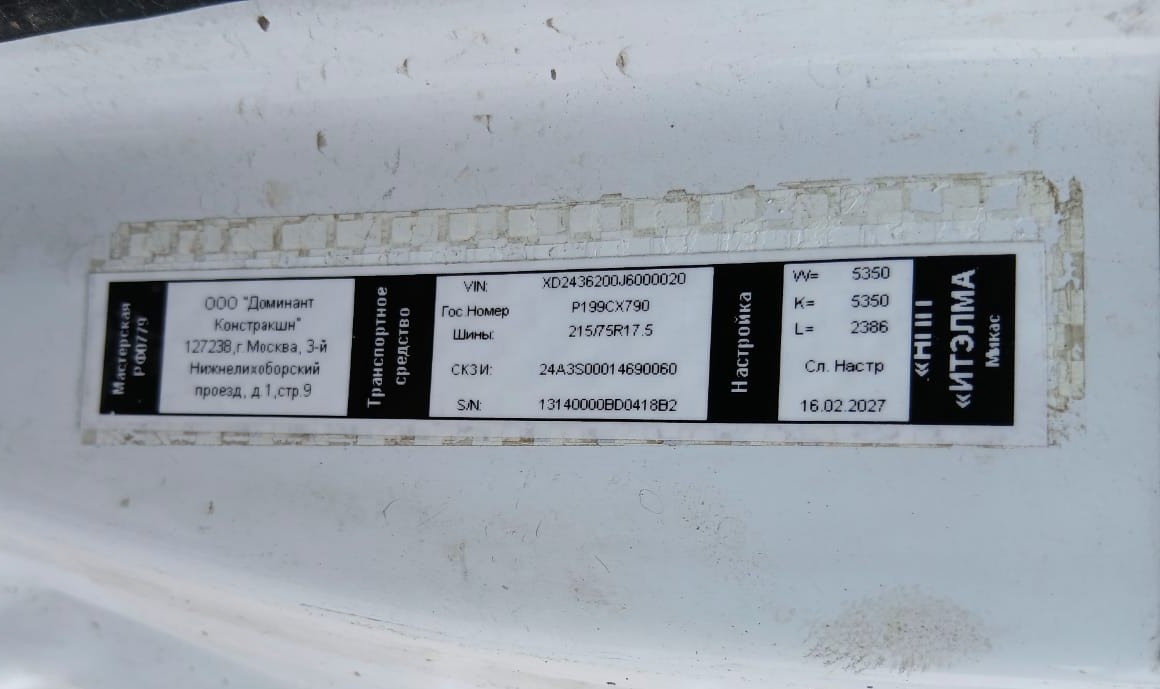 Мастерская
РФ0779
ООО "Доминант
Констракшн"
127238,г.Москва, 3-й
Нижнелихоборский
проезд, д.1,стр.9
Транспортное
средство
VIN: XD2436200J6000020
Гос.Номер Р199СХ790
Шины: 215/75R17.5
СКЗИ: 24A3S00014690060
S/N: 13140000BD0418B2
Настройка
W= 5350
K= 5350
L= 2386
Сл. Настр
16.02.2027
«НПП
«ИТЭЛМА
Микас